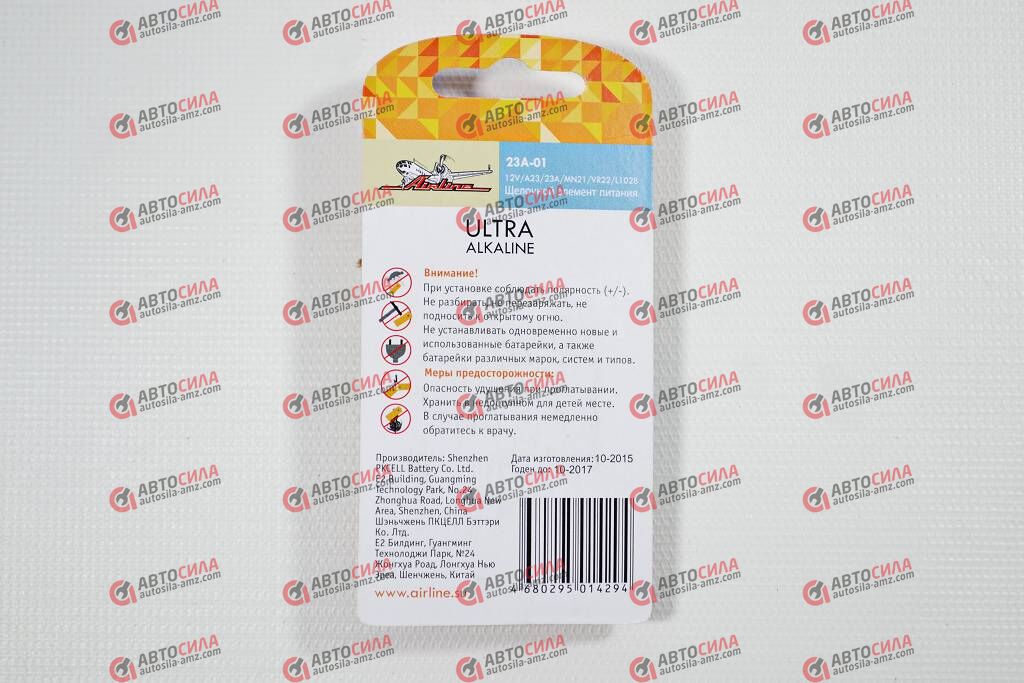 Airline
23A-01
12V/A23/23A/MN21/VR22/L1028
Щелочной элемент питания.
ULTRA
ALKALINE
Внимание!
При установке соблюдать полярность (+/-).
Не разбирать, не перезаряжать, не
подносить к открытому огню.
Не устанавливать одновременно новые и
использованные батарейки, а также
батарейки различных марок, систем и типов.
Меры предосторожности:
Опасность удушения при проглатывании.
Хранить в недоступном для детей месте.
В случае проглатывания немедленно
обратитесь к врачу.
Производитель: Shenzhen
PKCELL Battery Co. Ltd.
E2 Building, Guangming
Technology Park, No.24
Zhonghua Road, Longhua New
Area, Shenzhen, China
Шэньчжень ПКЦЕЛЛ Бэттэри
Ко. Лтд.
Е2 Билдинг, Гуангминг
Технолоджи Парк, №24
Жонгхуа Роад, Лонгхуа Нью
Эреа, Шенчжень, Китай
www.airline.su
Дата изготовления: 10-2015
Годен до: 10-2017
4 680295 014294
АВТОСИЛА
autosila-amz.com